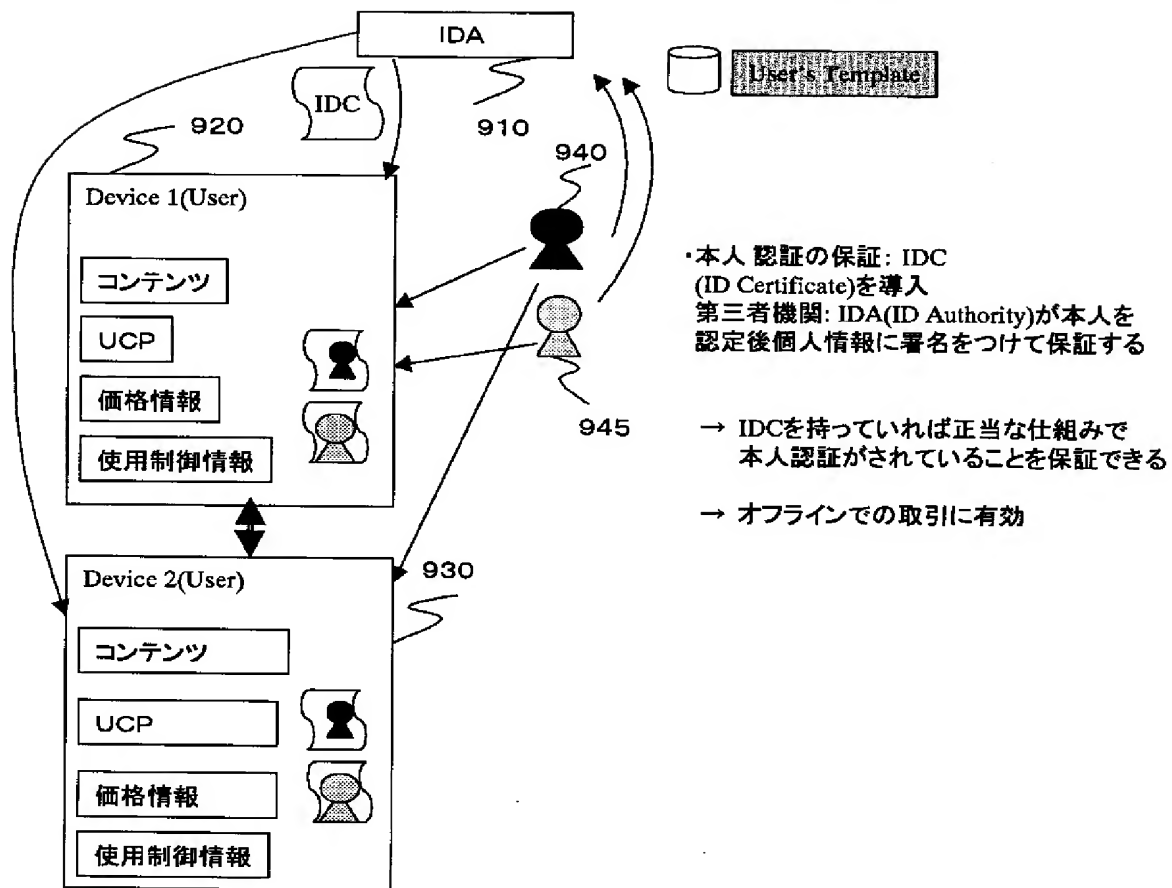 IDA
User's Template
IDC
920
910
940
Device 1(User)
コンテンツ
UCP
価格情報
使用制御情報
945
・本人 認証の保証: IDC
(ID Certificate)を導入
第三者機関: IDA(ID Authority)が本人を
認定後個人情報に署名をつけて保証する
→ IDCを持っていれば正当な仕組みで
本人認証がされていることを保証できる
→ オフラインでの取引に有効
Device 2(User)
930
コンテンツ
UCP
価格情報
使用制御情報